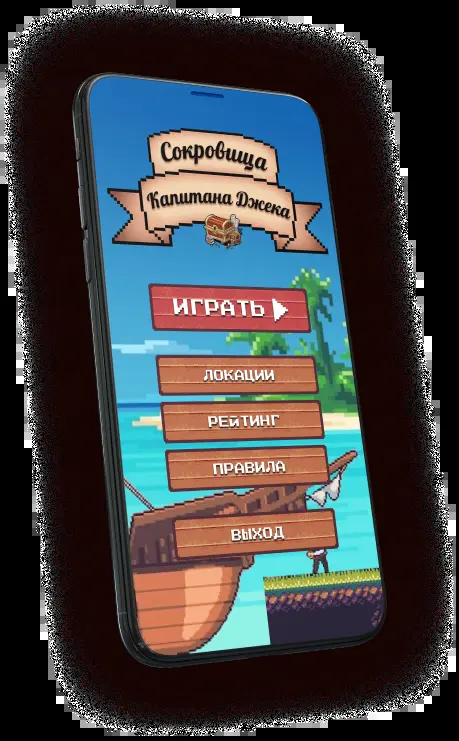 Сокровища
Капитана Джека
ИГРАТЬ
ЛОКАЦИИ
РЕЙТИНГ
ПРАВИЛА
ВЫХОД